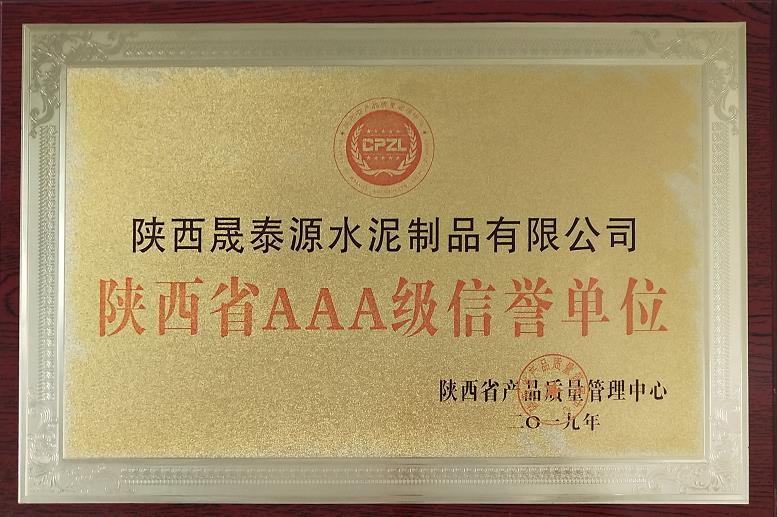 CPZL
陕西晟泰源水泥制品有限公司
陕西省AAA级信誉单位
陕西省产品质量管理中心
二〇一九年